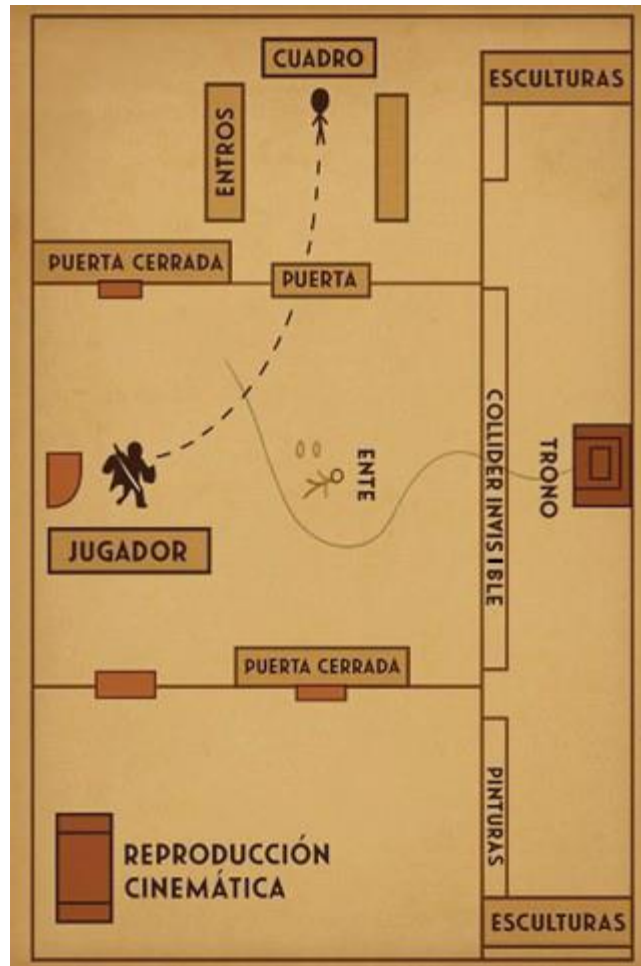 CUADRO
ESCULTURAS
ENTROS
PUERTA CERRADA
PUERTA
COLLIDER INVISIBLE
TRONO
ENTE
JUGADOR
PUERTA CERRADA
PINTURAS
REPRODUCCIÓN
CINEMÁTICA
ESCULTURAS